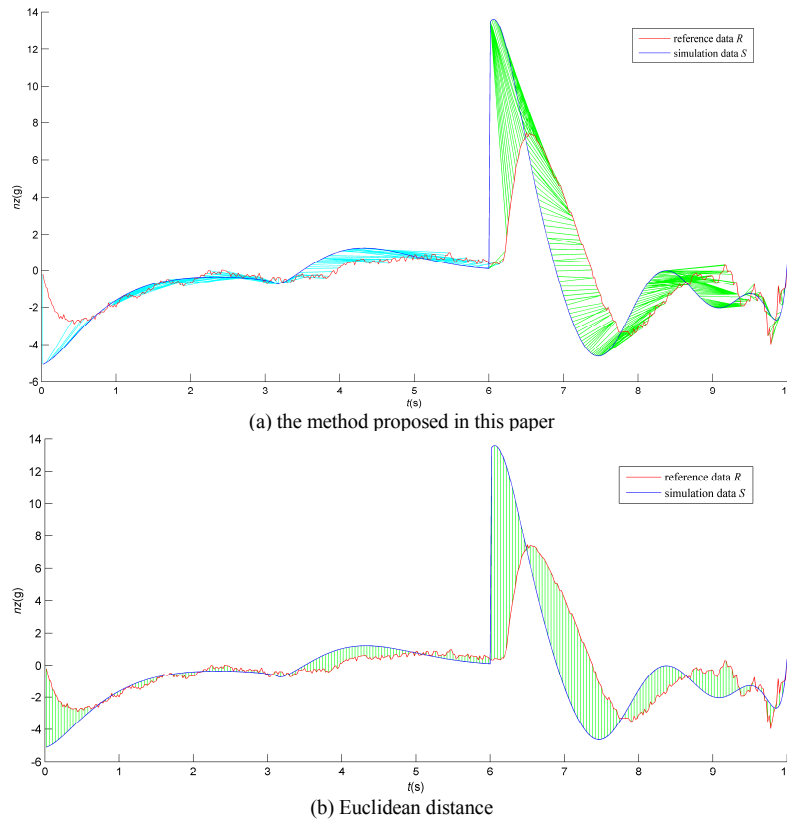 14
12
10
8
6
4
2
0
-2
-4
-6
nz(g)
reference data R
simulation data S
0 1 2 3 4 5 6 7 8 9 10
t(s)
(a) the method proposed in this paper
14
12
10
8
6
4
2
0
-2
-4
-6
nz(g)
reference data R
simulation data S
0 1 2 3 4 5 6 7 8 9 10
t(s)
(b) Euclidean distance